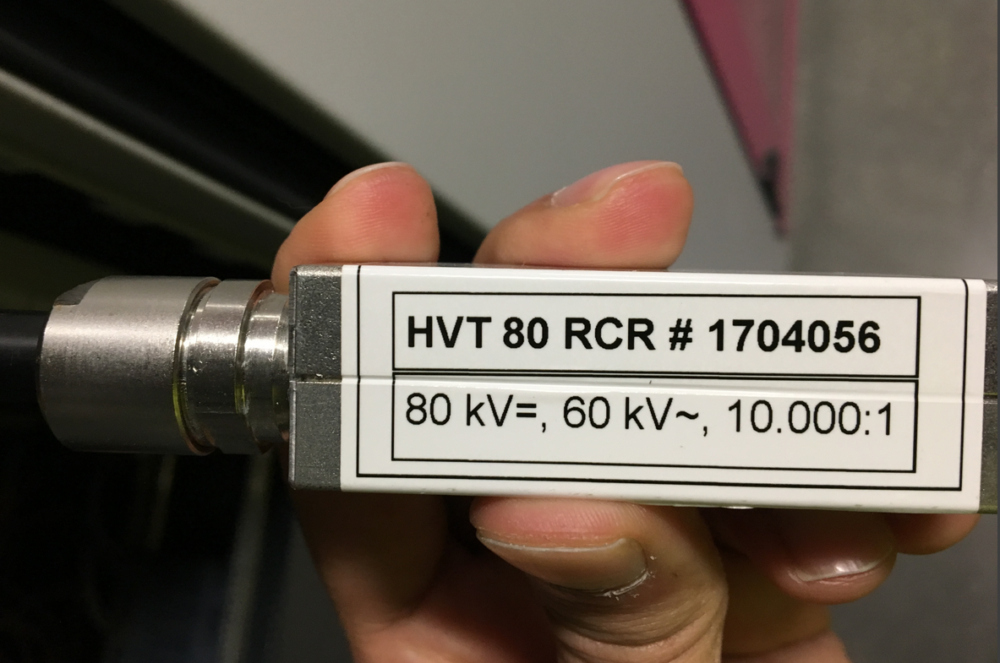 HVT 80 RCR # 1704056
80 kV=, 60 kV~, 10.000:1